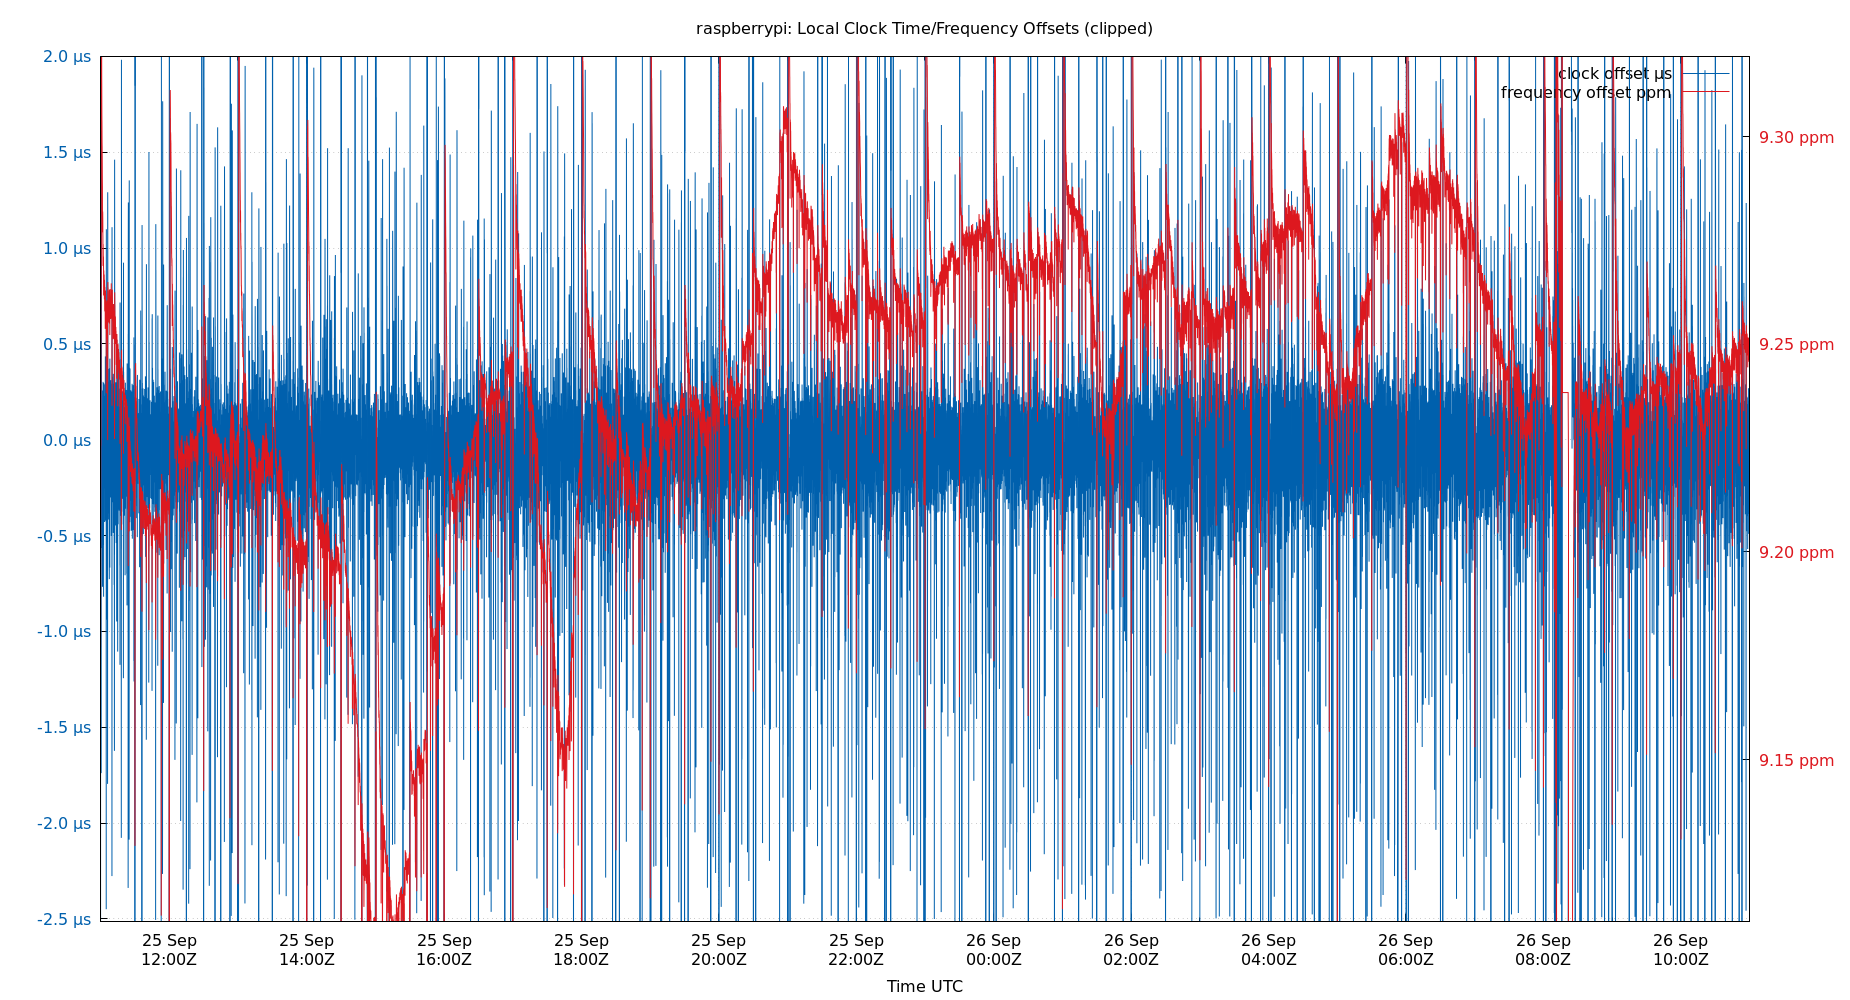 raspberrypi: Local Clock Time/Frequency Offsets (clipped)
clock offset µs
frequency offset ppm
2.0 µs
1.5 µs
1.0 µs
0.5 µs
0.0 µs
-0.5 µs
-1.0 µs
-1.5 µs
-2.0 µs
-2.5 µs
9.30 ppm
9.25 ppm
9.20 ppm
9.15 ppm
25 Sep 25 Sep 25 Sep 25 Sep 25 Sep 25 Sep 26 Sep 26 Sep 26 Sep 26 Sep 26 Sep 26 Sep
12:00Z 14:00Z 16:00Z 18:00Z 20:00Z 22:00Z 00:00Z 02:00Z 04:00Z 06:00Z 08:00Z 10:00Z
Time UTC